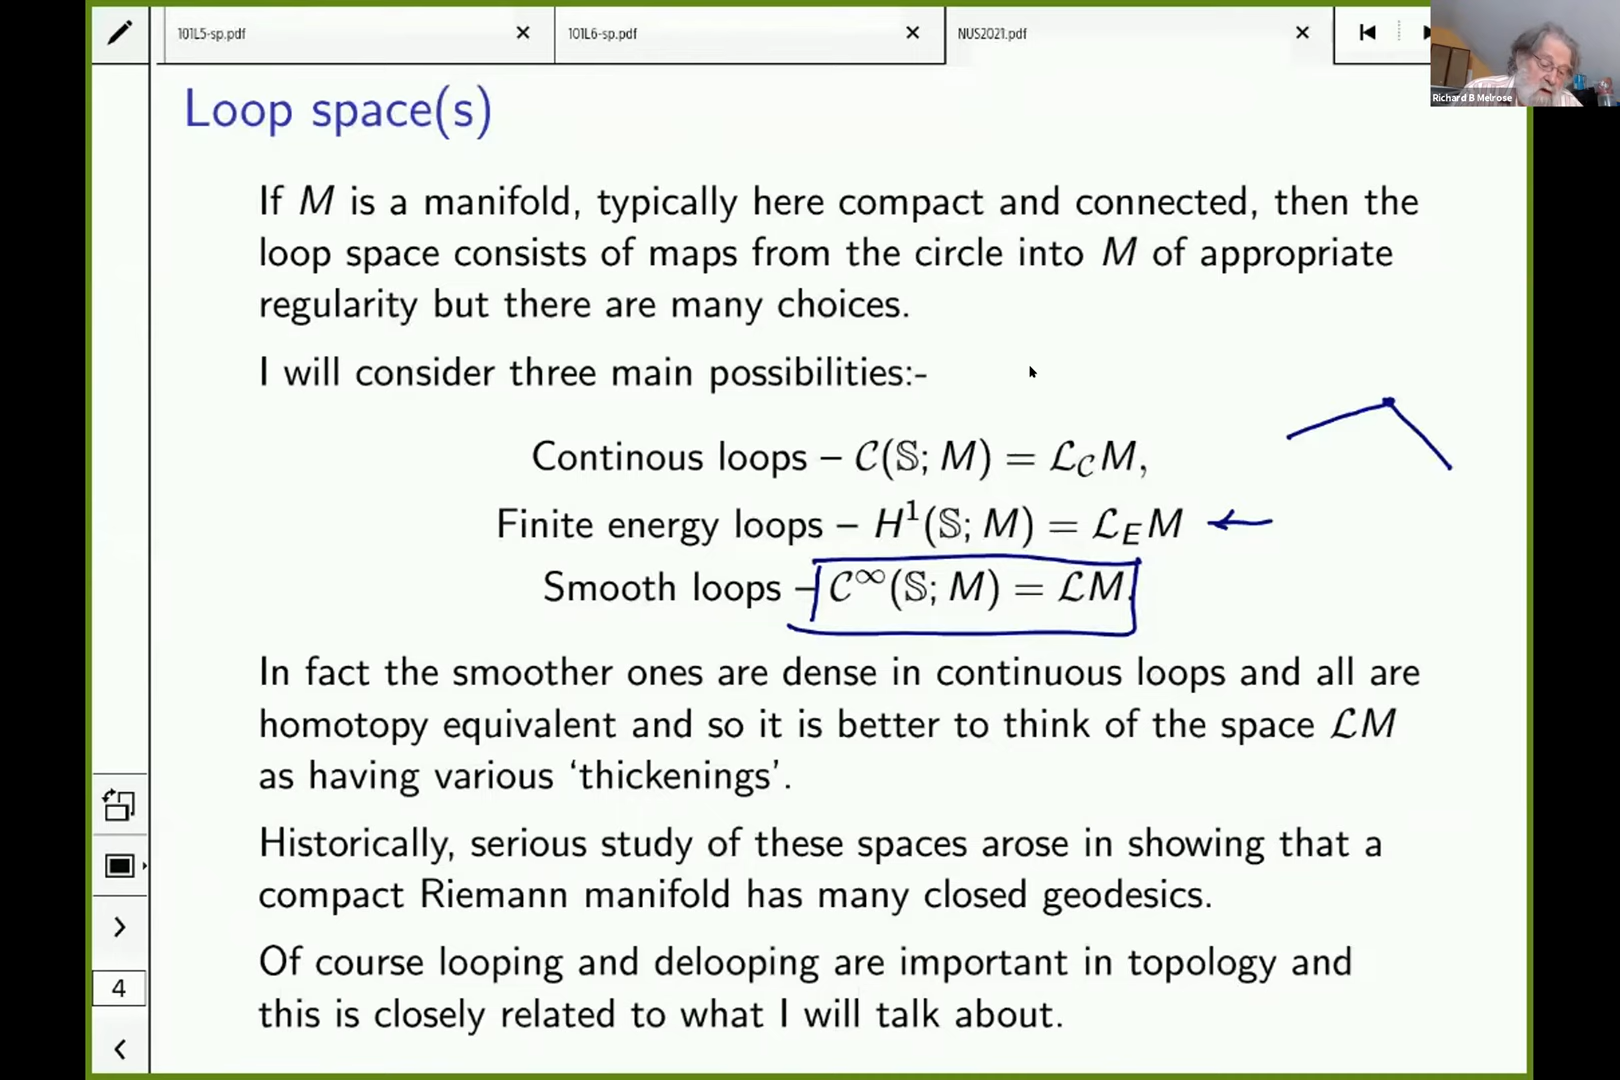 101L5-sp.pdf
101L6-sp.pdf
NUS2021.pdf
Richard B Melrose
Loop space(s)
If M is a manifold, typically here compact and connected, then the
loop space consists of maps from the circle into M of appropriate
regularity but there are many choices.
I will consider three main possibilities:-
Continous loops – 𝒞(𝕊; M) = ℒ_𝒞M,
Finite energy loops – H¹(𝕊; M) = ℒ_EM
Smooth loops – 𝒞^∞(𝕊; M) = ℒM.
In fact the smoother ones are dense in continuous loops and all are
homotopy equivalent and so it is better to think of the space ℒM
as having various ‘thickenings’.
Historically, serious study of these spaces arose in showing that a
compact Riemann manifold has many closed geodesics.
Of course looping and delooping are important in topology and
this is closely related to what I will talk about.
4